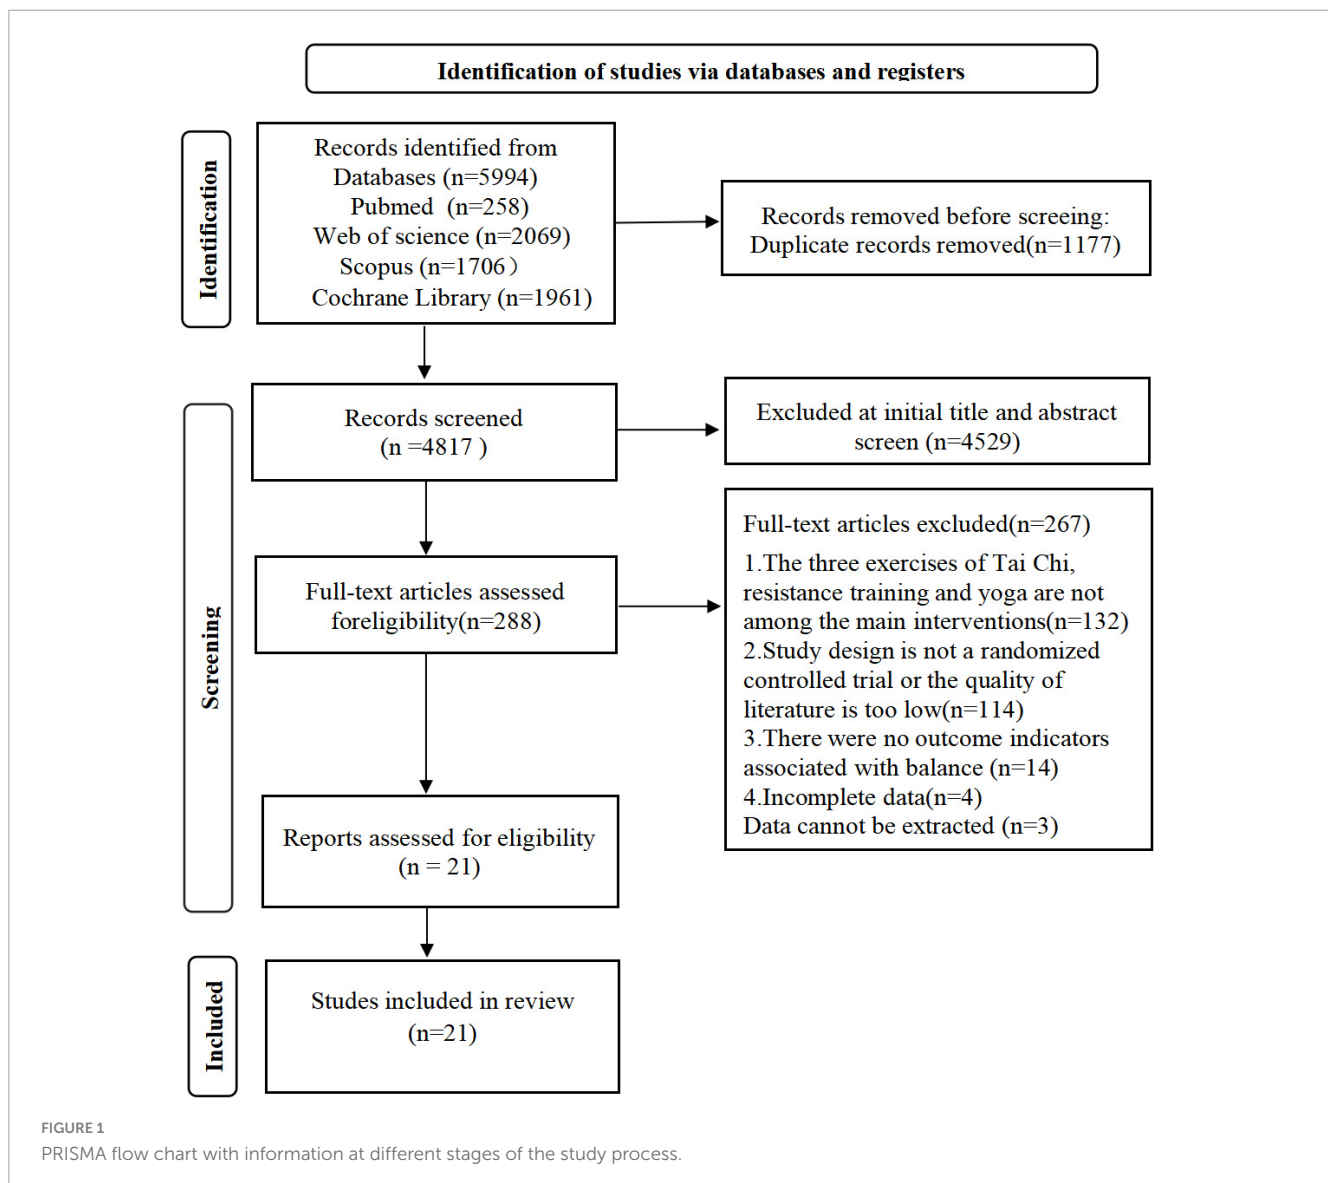 Identification of studies via databases and registers
Identification
Records identified from
Databases (n=5994)
Pubmed (n=258)
Web of science (n=2069)
Scopus (n=1706）
Cochrane Library (n=1961)
Records removed before screeing:
Duplicate records removed(n=1177)
Screening
Records screened
(n =4817 )
Excluded at initial title and abstract
screen (n=4529)
Full-text articles assessed
foreligibility(n=288)
Full-text articles excluded(n=267)
1.The three exercises of Tai Chi,
resistance training and yoga are not
among the main interventions(n=132)
2.Study design is not a randomized
controlled trial or the quality of
literature is too low(n=114)
3.There were no outcome indicators
associated with balance (n=14)
4.Incomplete data(n=4)
Data cannot be extracted (n=3)
Reports assessed for eligibility
(n = 21)
Included
Studes included in review
(n=21)
FIGURE 1
PRISMA flow chart with information at different stages of the study process.